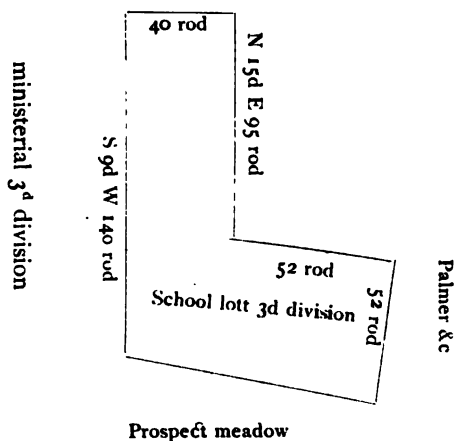 40 rod
N 15d E 95 rod
ministerial 3d division
S 9d W 140 rod
52 rod
52 rod
Palmer &c
School lott 3d division
Prospect meadow